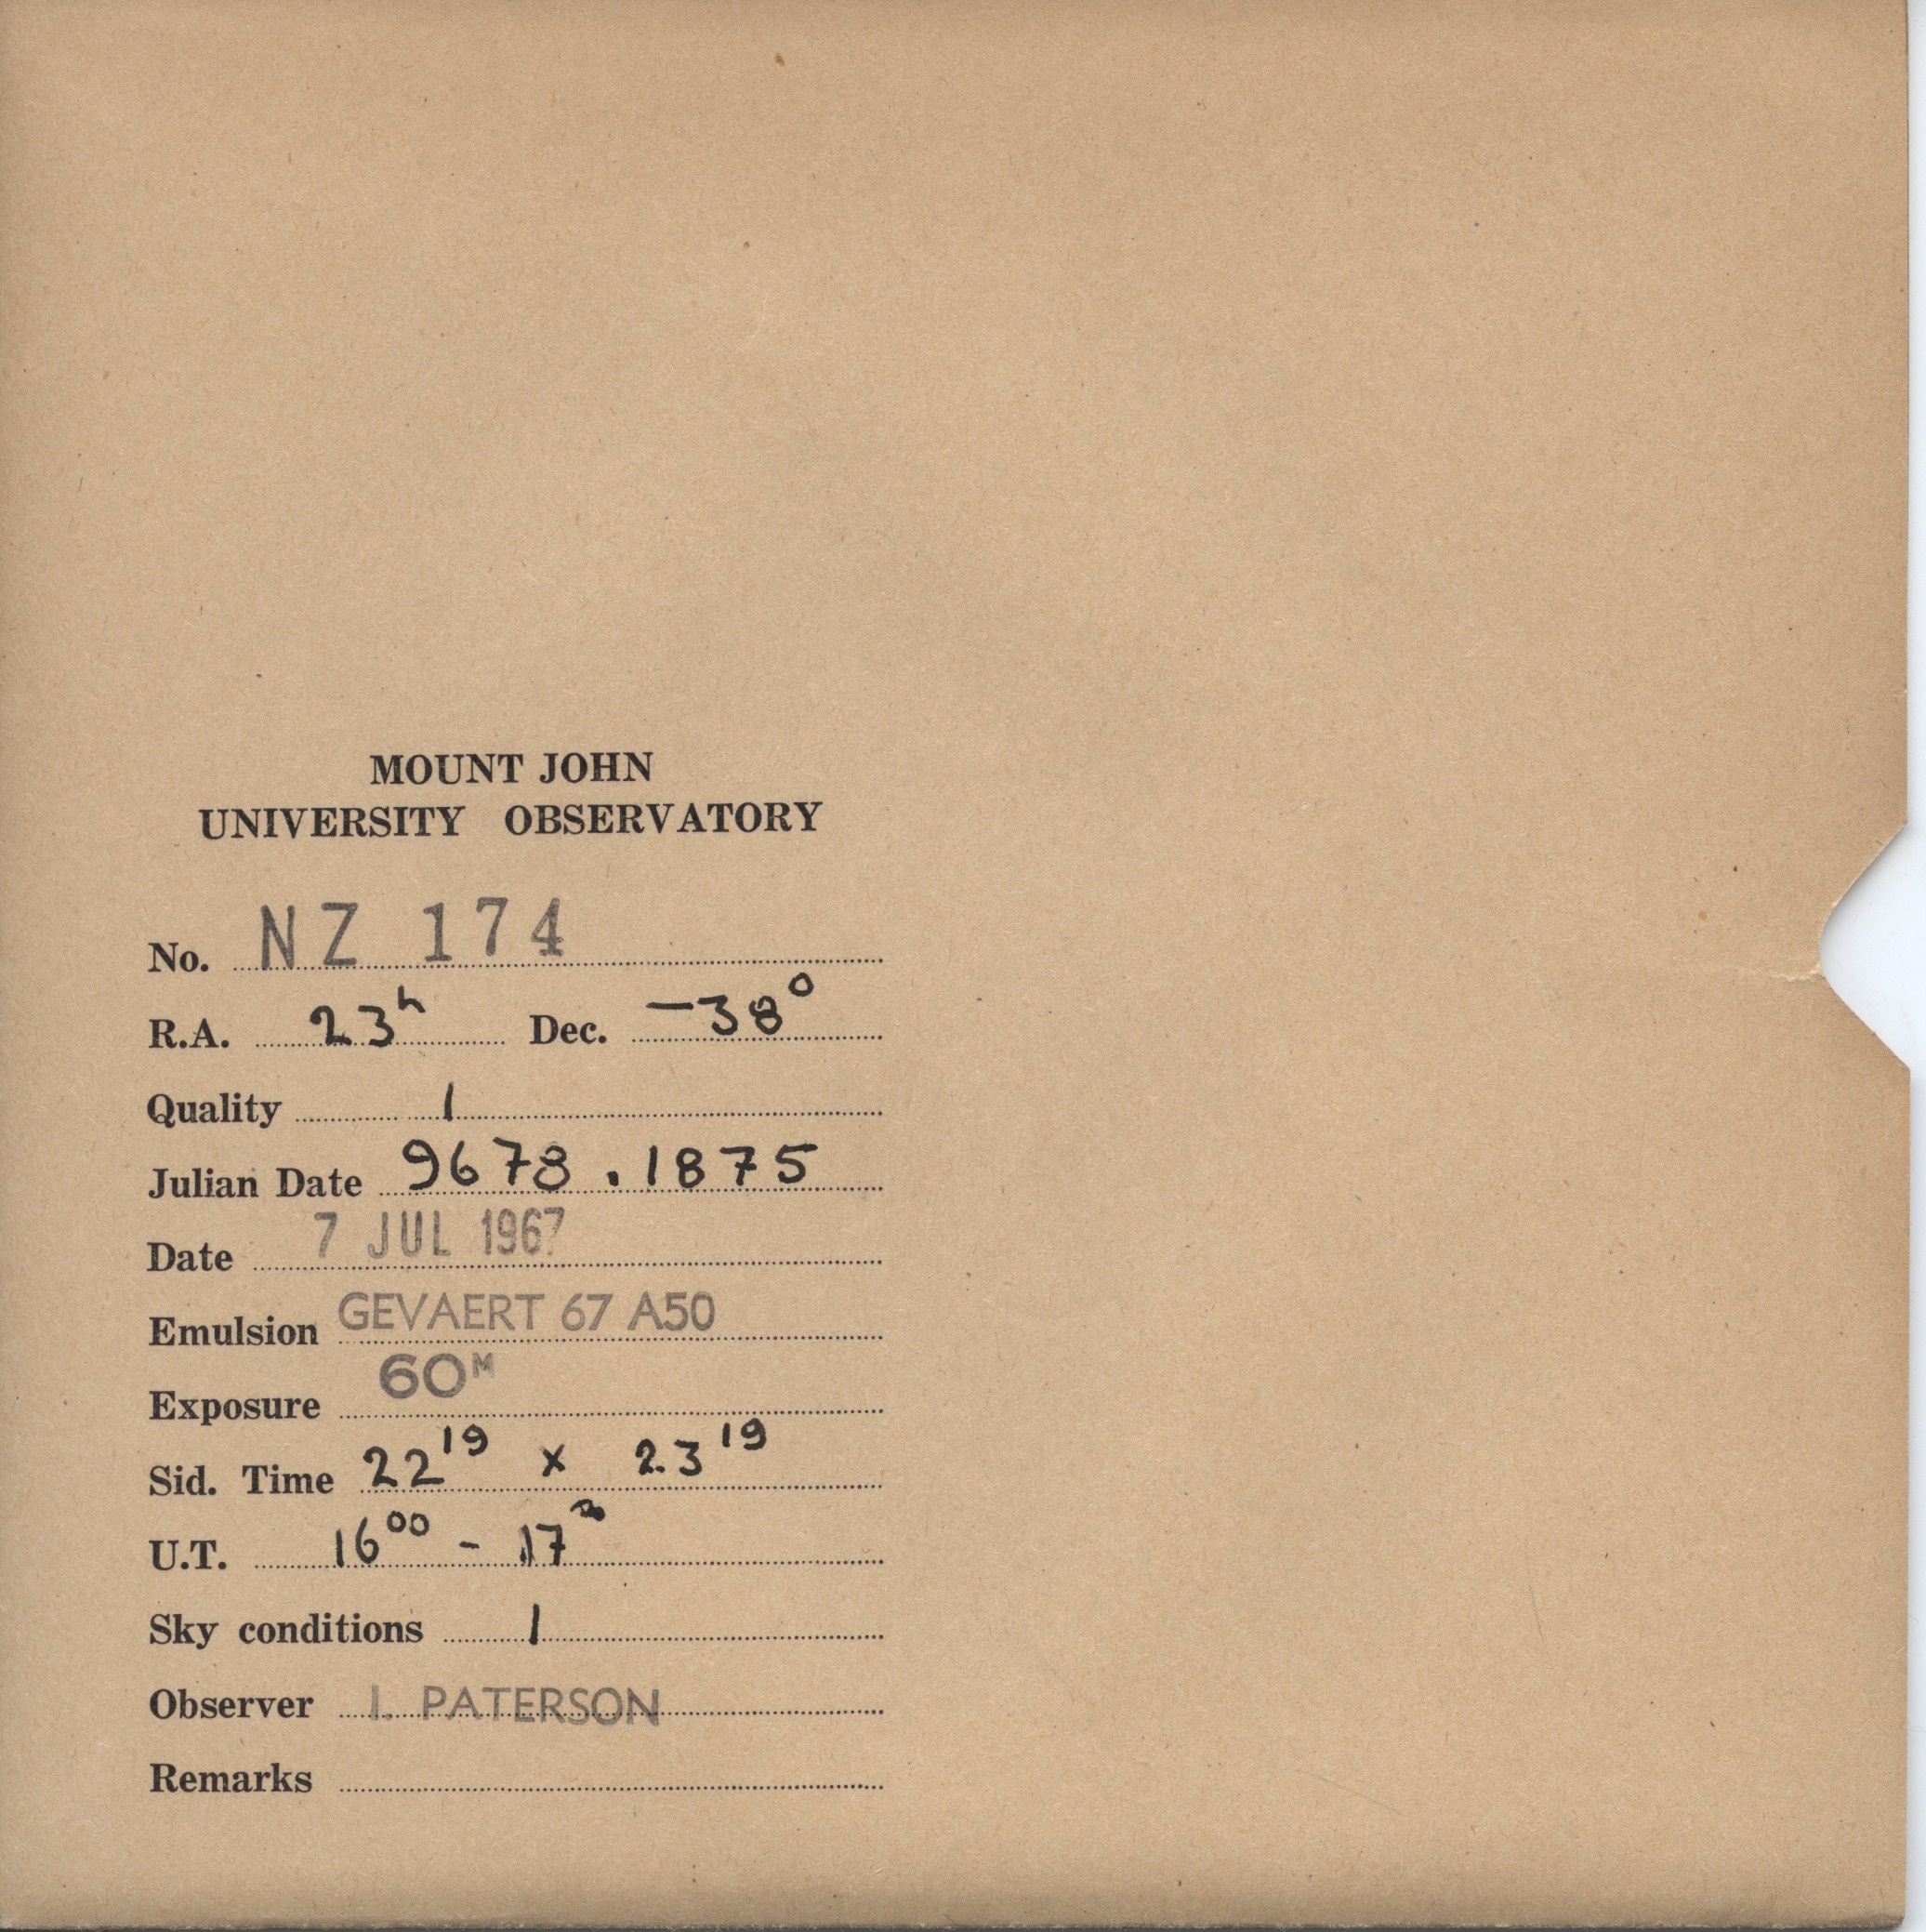 MOUNT JOHN
UNIVERSITY OBSERVATORY
No. NZ 174
R.A. 23h Dec. -38°
Quality 1
Julian Date 9678.1875
Date 7 JUL 1967
Emulsion GEVAERT 67 A50
Exposure 60M
Sid. Time 22 19 x 23 19
U.T. 16 00 - 17 00
Sky conditions 1
Observer I. PATERSON
Remarks